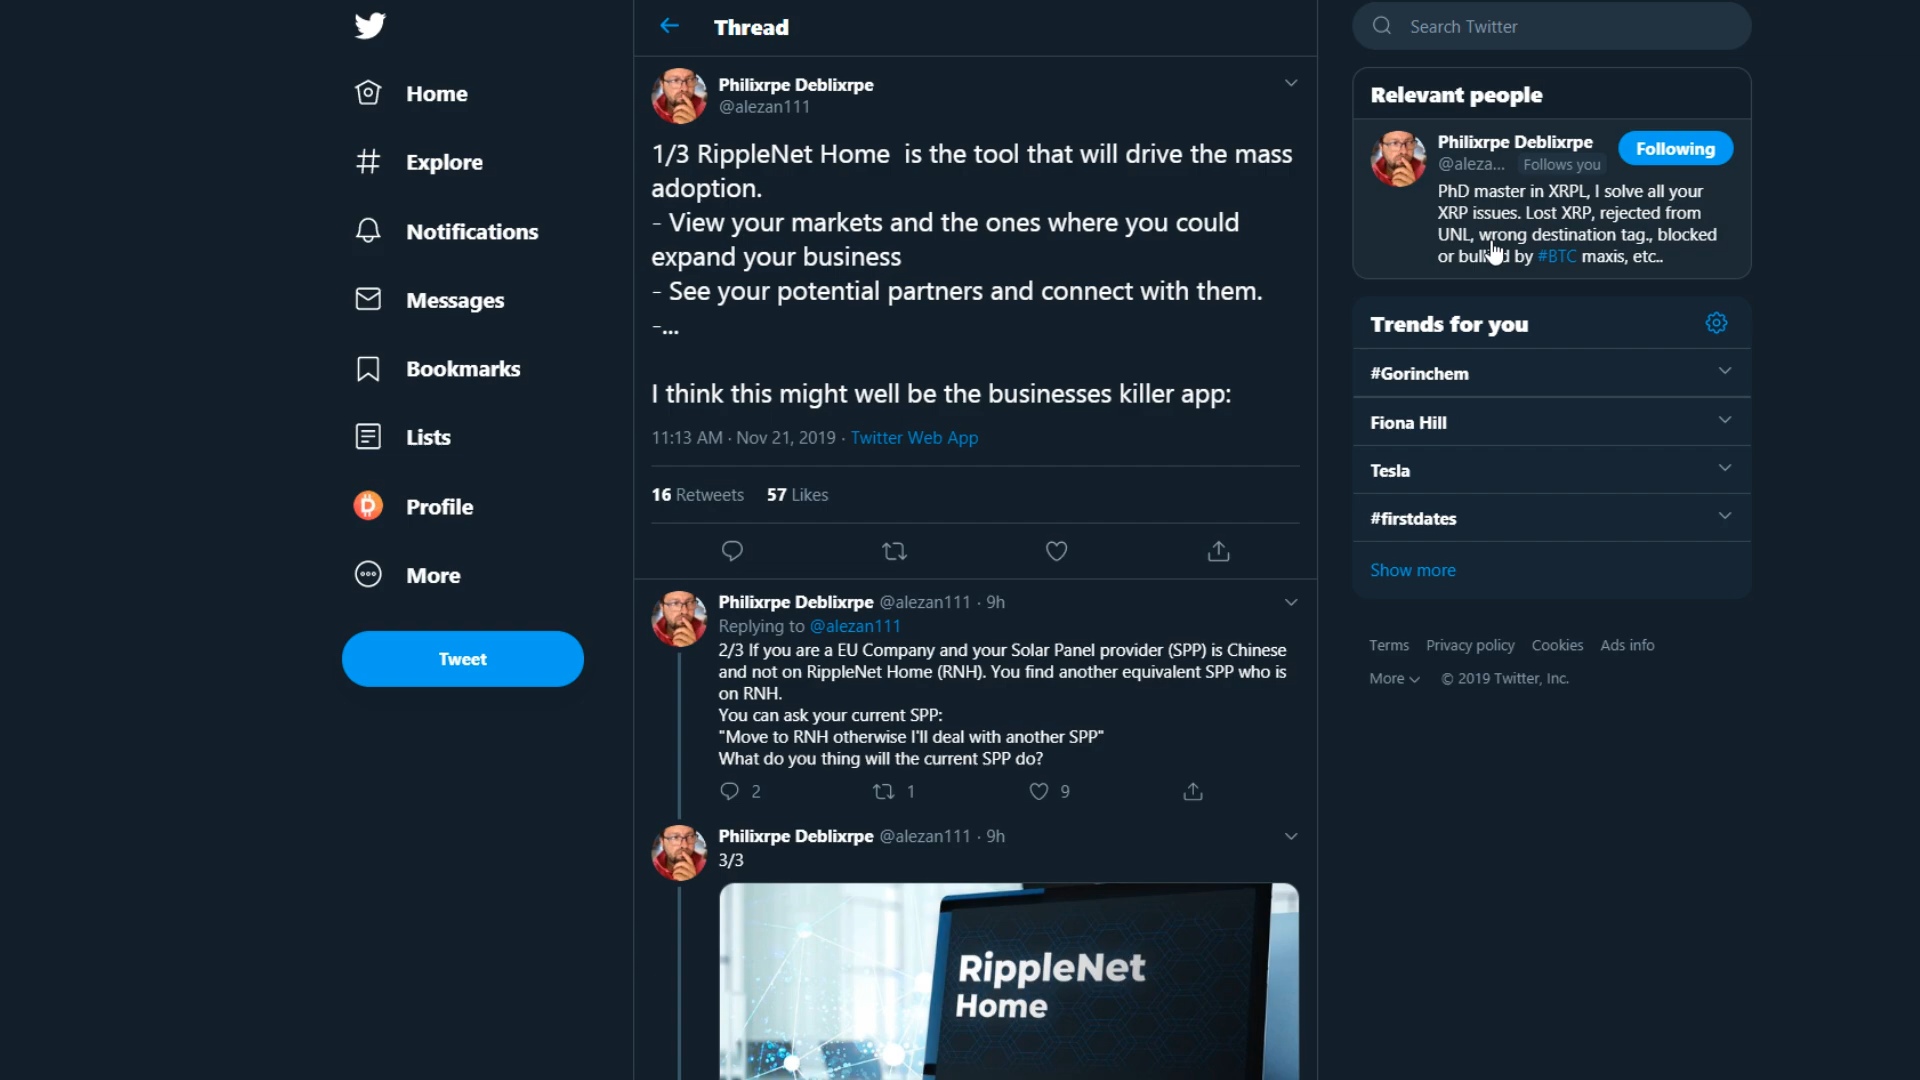 Home
Explore
Notifications
Messages
Bookmarks
Lists
Profile
More
Tweet
Thread
Philixrpe Deblixrpe
@alezan111
1/3 RippleNet Home is the tool that will drive the mass
adoption.
- View your markets and the ones where you could
expand your business
- See your potential partners and connect with them.
-...
I think this might well be the businesses killer app:
11:13 AM · Nov 21, 2019 · Twitter Web App
16 Retweets 57 Likes
Philixrpe Deblixrpe @alezan111 · 9h
Replying to @alezan111
2/3 If you are a EU Company and your Solar Panel provider (SPP) is Chinese
and not on RippleNet Home (RNH). You find another equivalent SPP who is
on RNH.
You can ask your current SPP:
"Move to RNH otherwise I'll deal with another SPP"
What do you thing will the current SPP do?
2 1 9
Philixrpe Deblixrpe @alezan111 · 9h
3/3
RippleNet
Home
Search Twitter
Relevant people
Philixrpe Deblixrpe
@aleza... Follows you
Following
PhD master in XRPL, I solve all your
XRP issues. Lost XRP, rejected from
UNL, wrong destination tag., blocked
or by #BTC maxis, etc..
Trends for you
#Gorinchem
Fiona Hill
Tesla
#firstdates
Show more
Terms Privacy policy Cookies Ads info
More © 2019 Twitter, Inc.